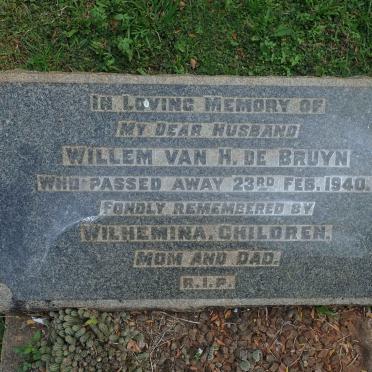 IN LOVING MEMORY OF
MY DEAR HUSBAND
WILLEM VAN H. DE BRUYN
WHO PASSED AWAY 23RD FEB. 1940.
FONDLY REMEMBERED BY
WILHEMINA, CHILDREN.
MOM AND DAD.
R.I.P.